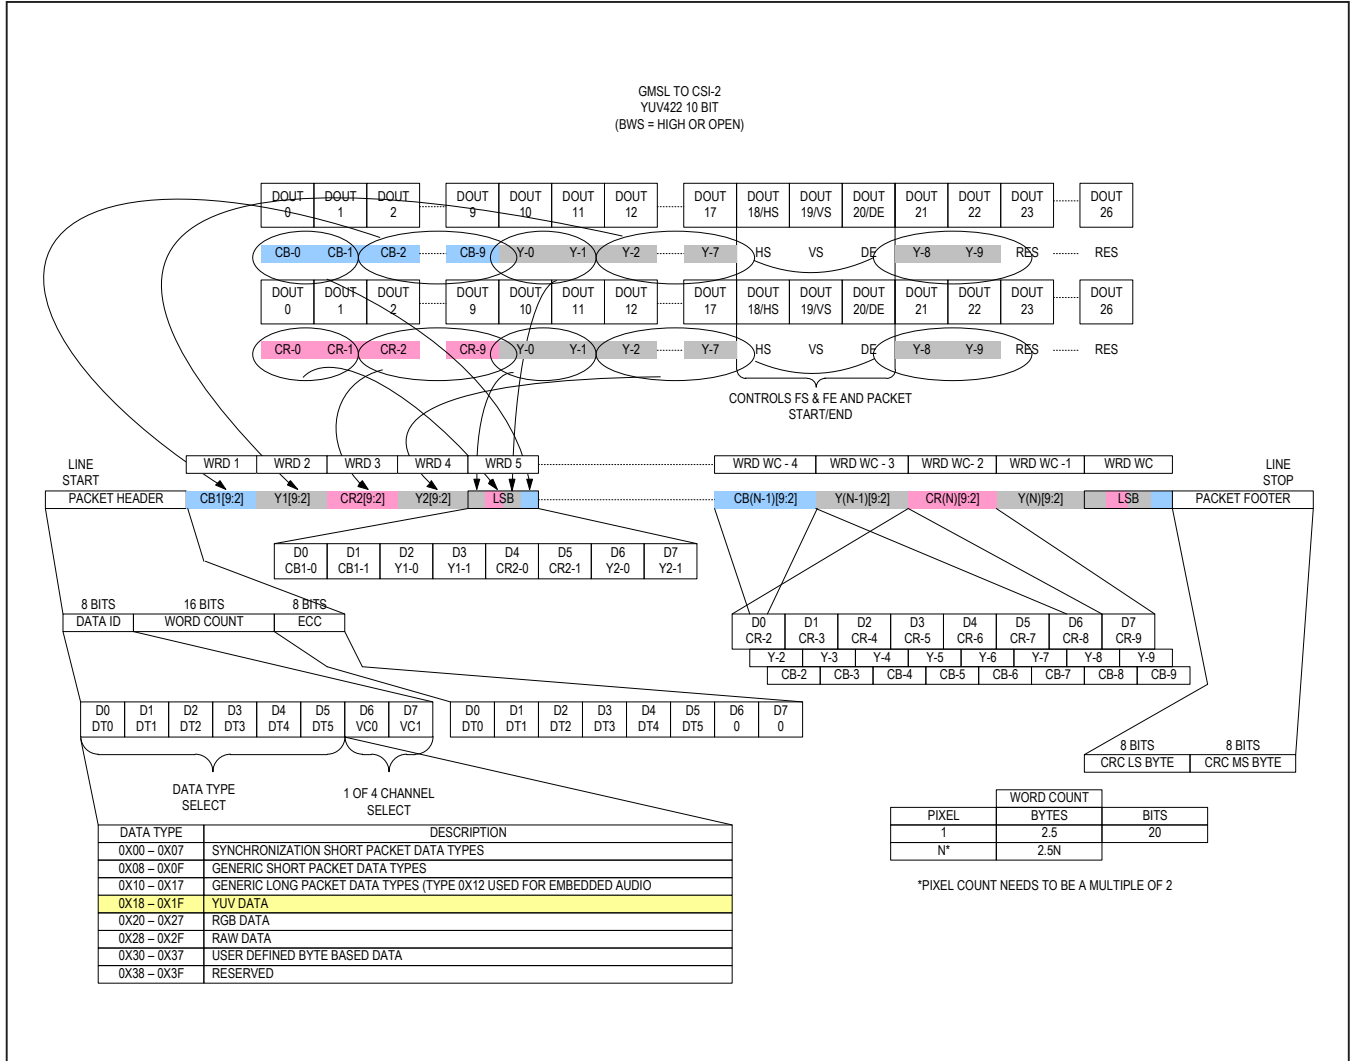 GMSL TO CSI-2
YUV422 10 BIT
(BWS = HIGH OR OPEN)
DOUT DOUT DOUT DOUT DOUT DOUT DOUT DOUT DOUT DOUT DOUT DOUT DOUT DOUT DOUT
0 1 2 9 10 11 12 17 18/HS 19/VS 20/DE 21 22 23 26
CB-0 CB-1 CB-2 CB-9 Y-0 Y-1 Y-2 Y-7 HS VS DE Y-8 Y-9 RES RES
DOUT DOUT DOUT DOUT DOUT DOUT DOUT DOUT DOUT DOUT DOUT DOUT DOUT DOUT DOUT
0 1 2 9 10 11 12 17 18/HS 19/VS 20/DE 21 22 23 26
CR-0 CR-1 CR-2 CR-9 Y-0 Y-1 Y-2 Y-7 HS VS DE Y-8 Y-9 RES RES
CONTROLS FS & FE AND PACKET
START/END
LINE
START
WRD 1 WRD 2 WRD 3 WRD 4 WRD 5 WRD WC - 4 WRD WC - 3 WRD WC- 2 WRD WC -1 WRD WC
LINE
STOP
PACKET HEADER CB1[9:2] Y1[9:2] CR2[9:2] Y2[9:2] LSB CB(N-1)[9:2] Y(N-1)[9:2] CR(N)[9:2] Y(N)[9:2] LSB PACKET FOOTER
D0 D1 D2 D3 D4 D5 D6 D7
CB1-0 CB1-1 Y1-0 Y1-1 CR2-0 CR2-1 Y2-0 Y2-1
8 BITS 16 BITS 8 BITS
DATA ID WORD COUNT ECC
D0 D1 D2 D3 D4 D5 D6 D7
CR-2 CR-3 CR-4 CR-5 CR-6 CR-7 CR-8 CR-9
Y-2 Y-3 Y-4 Y-5 Y-6 Y-7 Y-8 Y-9
CB-2 CB-3 CB-4 CB-5 CB-6 CB-7 CB-8 CB-9
D0 D1 D2 D3 D4 D5 D6 D7
DT0 DT1 DT2 DT3 DT4 DT5 VC0 VC1
D0 D1 D2 D3 D4 D5 D6 D7
DT0 DT1 DT2 DT3 DT4 DT5 0 0
8 BITS 8 BITS
CRC LS BYTE CRC MS BYTE
DATA TYPE
SELECT
1 OF 4 CHANNEL
SELECT
WORD COUNT
PIXEL BYTES BITS
1 2.5 20
N* 2.5N
*PIXEL COUNT NEEDS TO BE A MULTIPLE OF 2
DATA TYPE DESCRIPTION
0X00 – 0X07 SYNCHRONIZATION SHORT PACKET DATA TYPES
0X08 – 0X0F GENERIC SHORT PACKET DATA TYPES
0X10 – 0X17 GENERIC LONG PACKET DATA TYPES (TYPE 0X12 USED FOR EMBEDDED AUDIO
0X18 – 0X1F YUV DATA
0X20 – 0X27 RGB DATA
0X28 – 0X2F RAW DATA
0X30 – 0X37 USER DEFINED BYTE BASED DATA
0X38 – 0X3F RESERVED